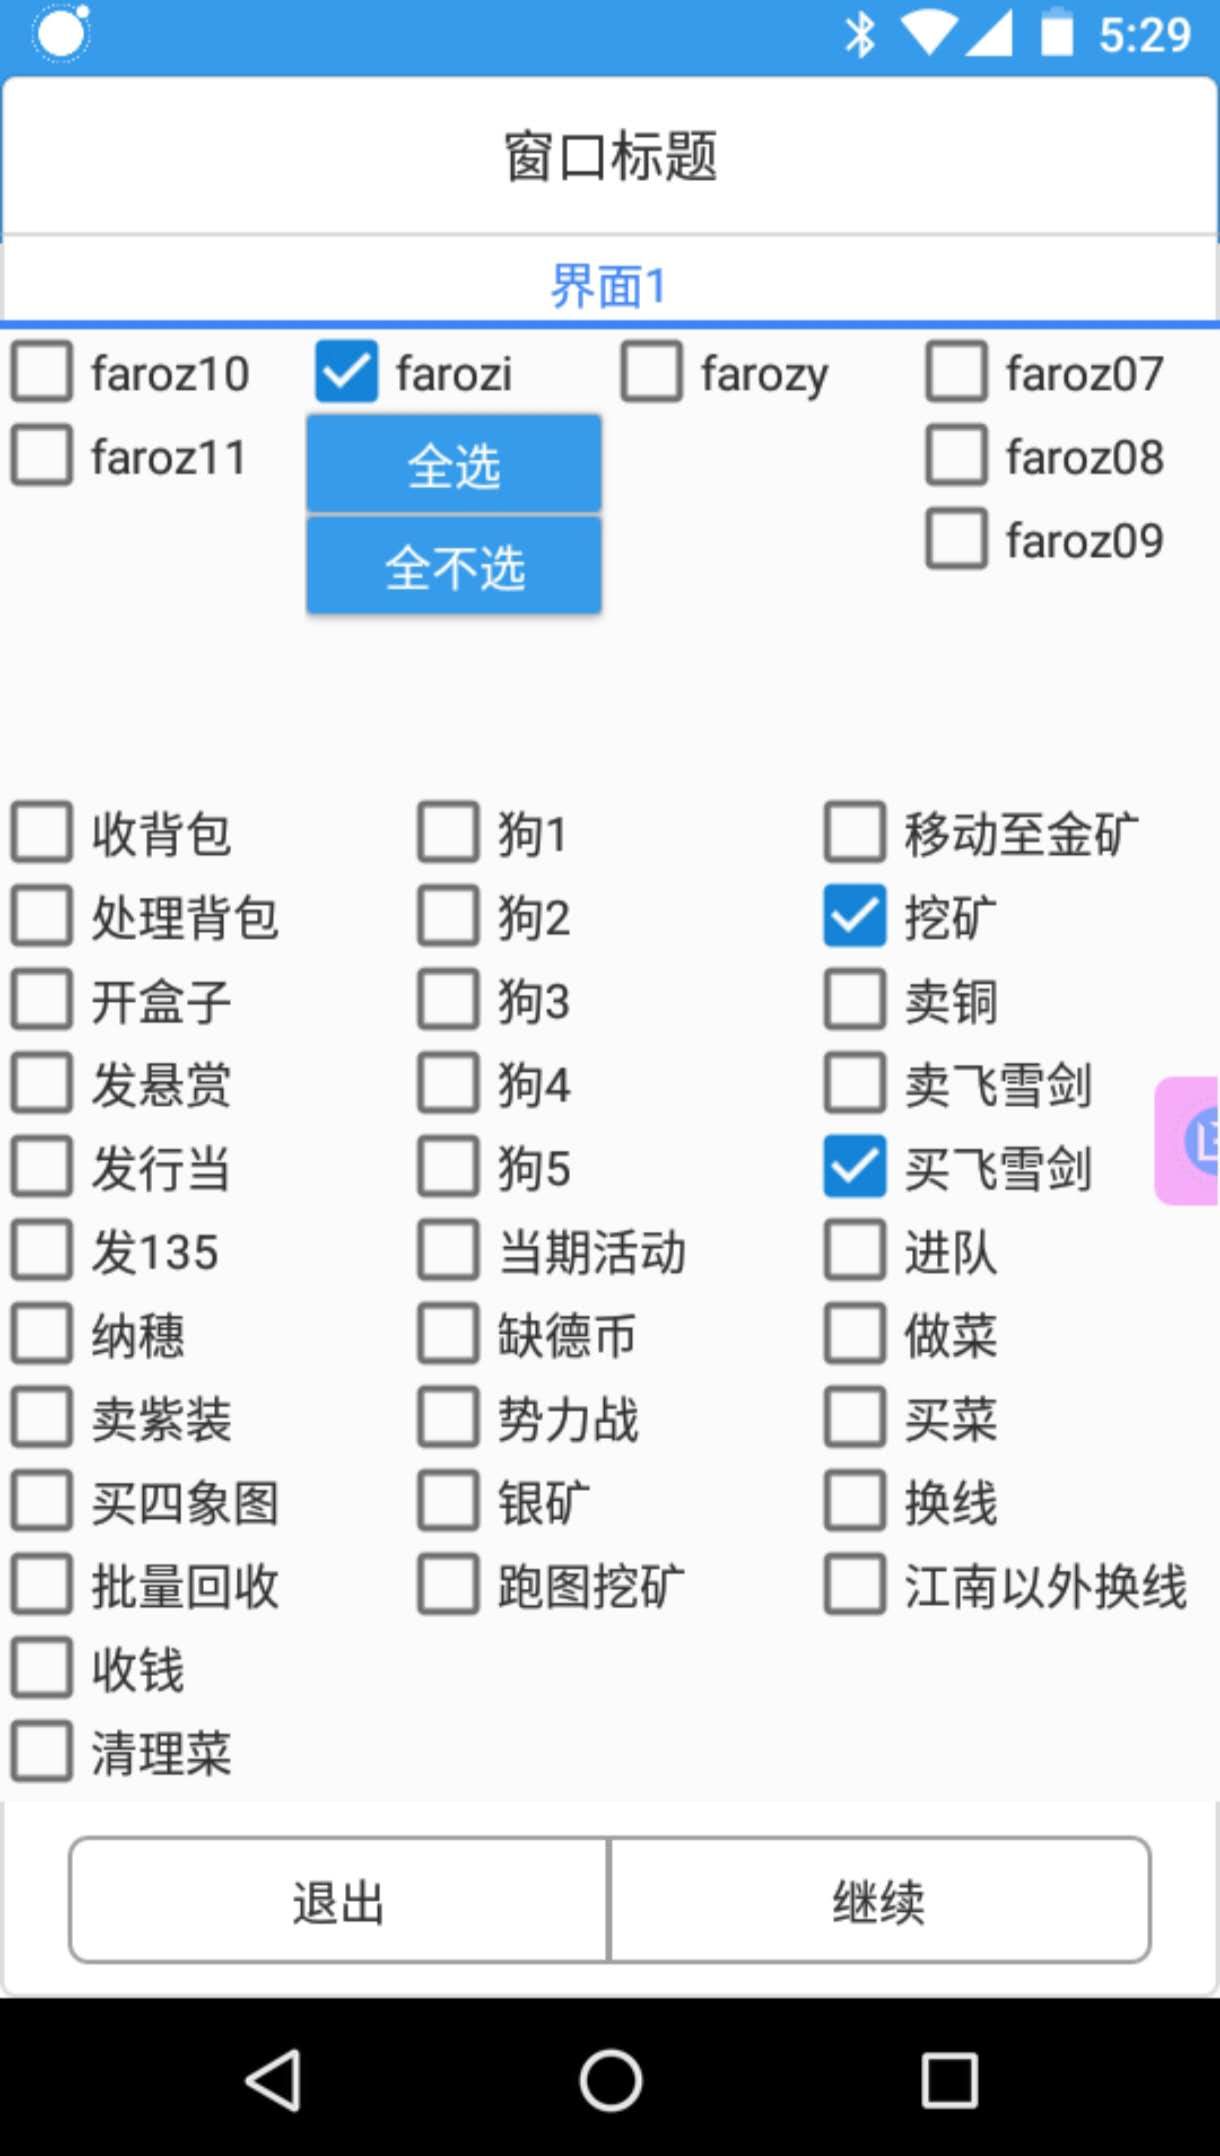 5:29
窗口标题
界面1
faroz10 farozi farozy faroz07
faroz11 全选 faroz08
全不选 faroz09
收背包 狗1 移动至金矿
处理背包 狗2 挖矿
开盒子 狗3 卖铜
发悬赏 狗4 卖飞雪剑
发行当 狗5 买飞雪剑
发135 当期活动 进队
纳穗 缺德币 做菜
卖紫装 势力战 买菜
买四象图 银矿 换线
批量回收 跑图挖矿 江南以外换线
收钱
清理菜
退出 继续